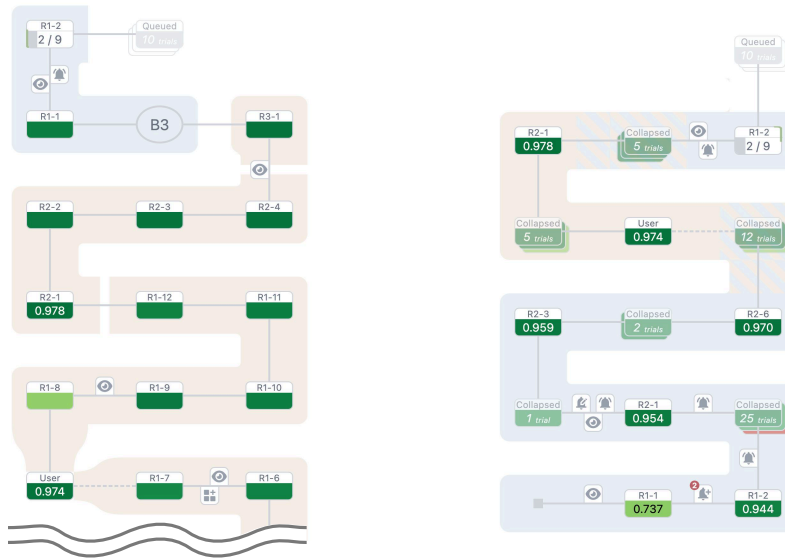 R1-2
Queued
2 / 9
10 trials
R1-1
B3
R3-1
R2-2
R2-3
R2-4
R2-1
R1-12
R1-11
0.978
R1-8
R1-9
R1-10
User
R1-7
R1-6
0.974
Queued
10 trials
R2-1
Collapsed
R1-2
0.978
5 trials
2 / 9
Collapsed
User
Collapsed
5 trials
0.974
12 trials
R2-3
Collapsed
R2-6
0.959
2 trials
0.970
Collapsed
R2-1
Collapsed
1 trial
0.954
25 trials
2
R1-1
R1-2
0.737
0.944